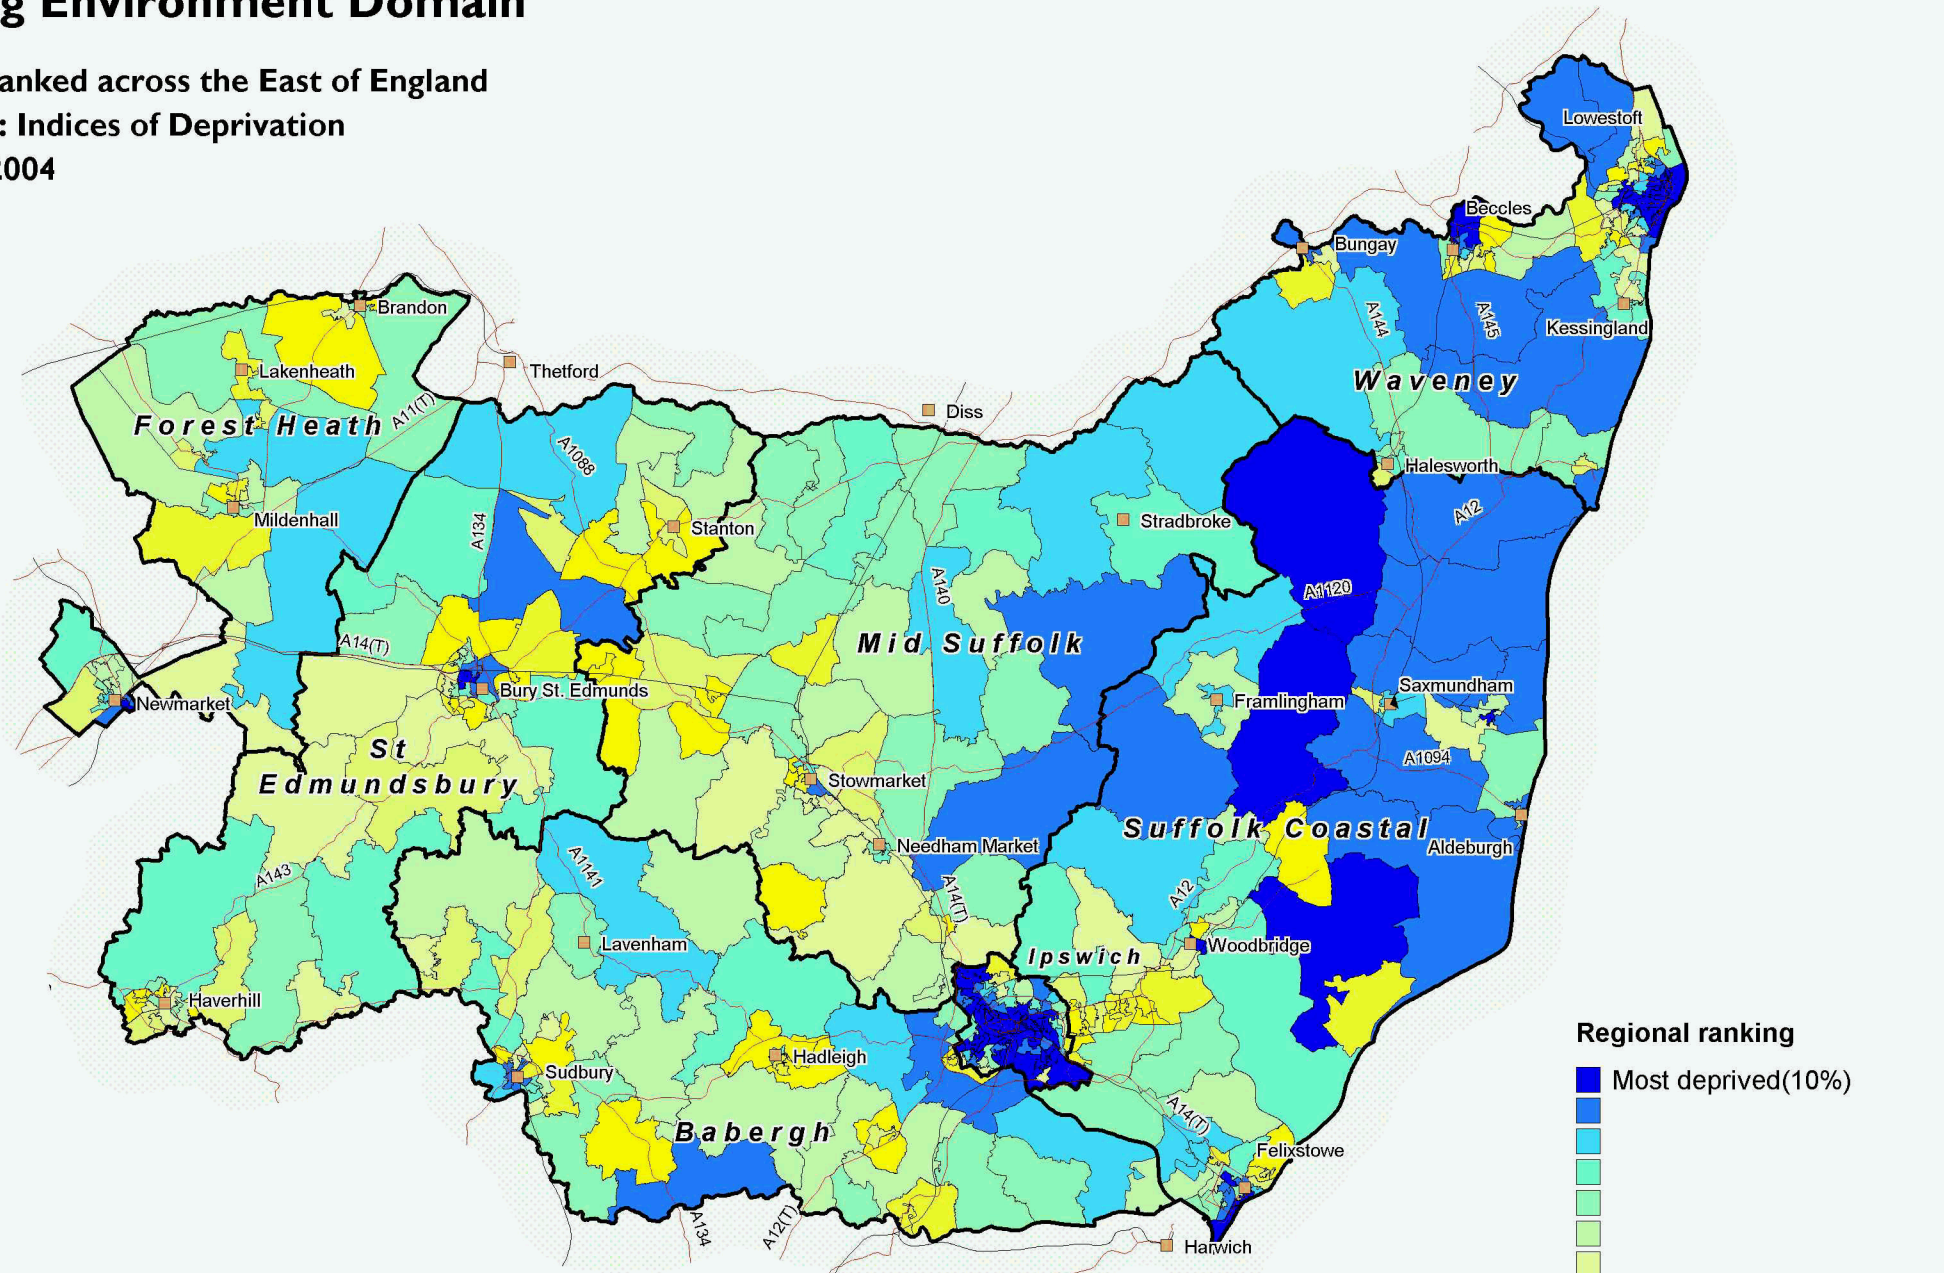 g Environment Domain
anked across the East of England
: Indices of Deprivation
2004
Lowestoft
Beccles
Bungay
Brandon
A144
A145
Kessingland
Lakenheath
Thetford
Waveney
A11(T)
Diss
Forest Heath
A1088
Halesworth
Mildenhall
A134
Stanton
Stradbroke
A12
A140
A1120
A14(T)
Mid Suffolk
Saxmundham
Newmarket
Bury St. Edmunds
Framlingham
St
Edmundsbury
A1094
Stowmarket
Suffolk Coastal
Needham Market
Aldeburgh
A143
A1141
A14(T)
A12
Lavenham
Woodbridge
Ipswich
Haverhill
Regional ranking
Hadleigh
Sudbury
Most deprived(10%)
A14(T)
Babergh
Felixstowe
A134
A12(T)
Harwich